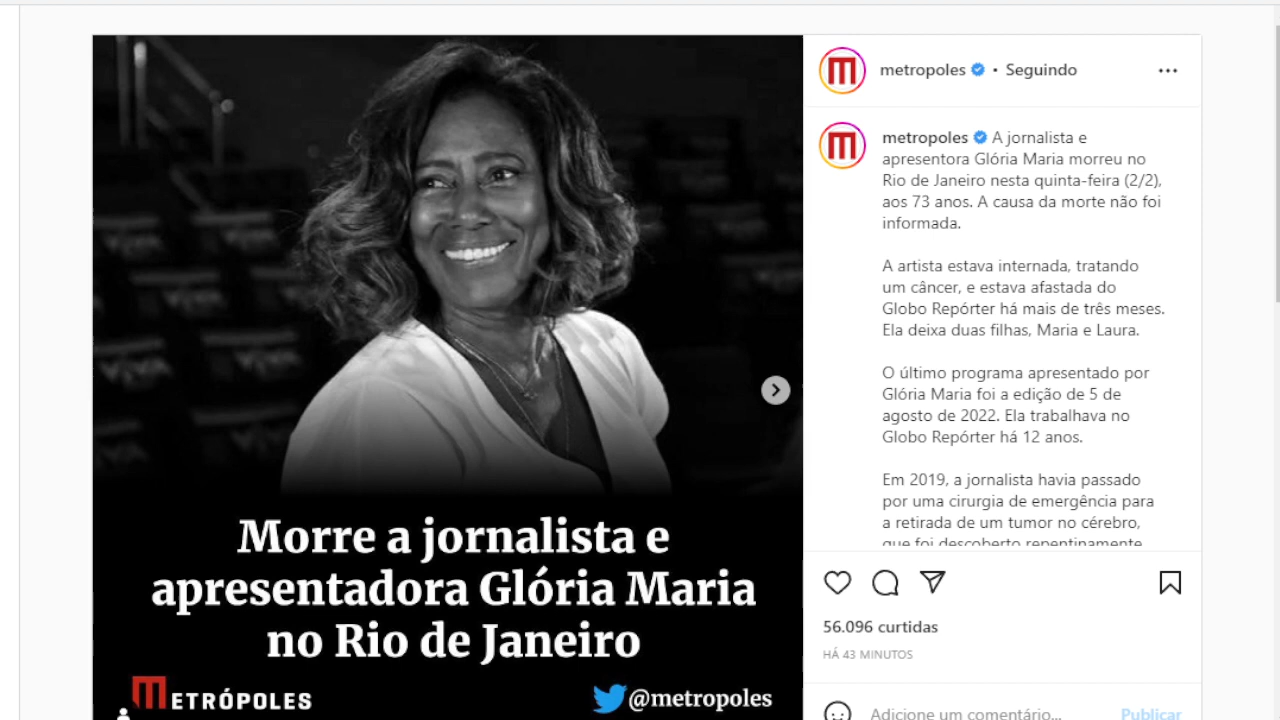 Morre a jornalista e
apresentadora Glória Maria
no Rio de Janeiro
METRÓPOLES
@metropoles
metropoles • Seguindo
metropoles A jornalista e
apresentora Glória Maria morreu no
Rio de Janeiro nesta quinta-feira (2/2),
aos 73 anos. A causa da morte não foi
informada.
A artista estava internada, tratando
um câncer, e estava afastada do
Globo Repórter há mais de três meses.
Ela deixa duas filhas, Maria e Laura.
O último programa apresentado por
Glória Maria foi a edição de 5 de
agosto de 2022. Ela trabalhava no
Globo Repórter há 12 anos.
Em 2019, a jornalista havia passado
por uma cirurgia de emergência para
a retirada de um tumor no cérebro,
que foi descoberto repentinamente
56.096 curtidas
HÁ 43 MINUTOS
Adicione um comentário...
Publicar